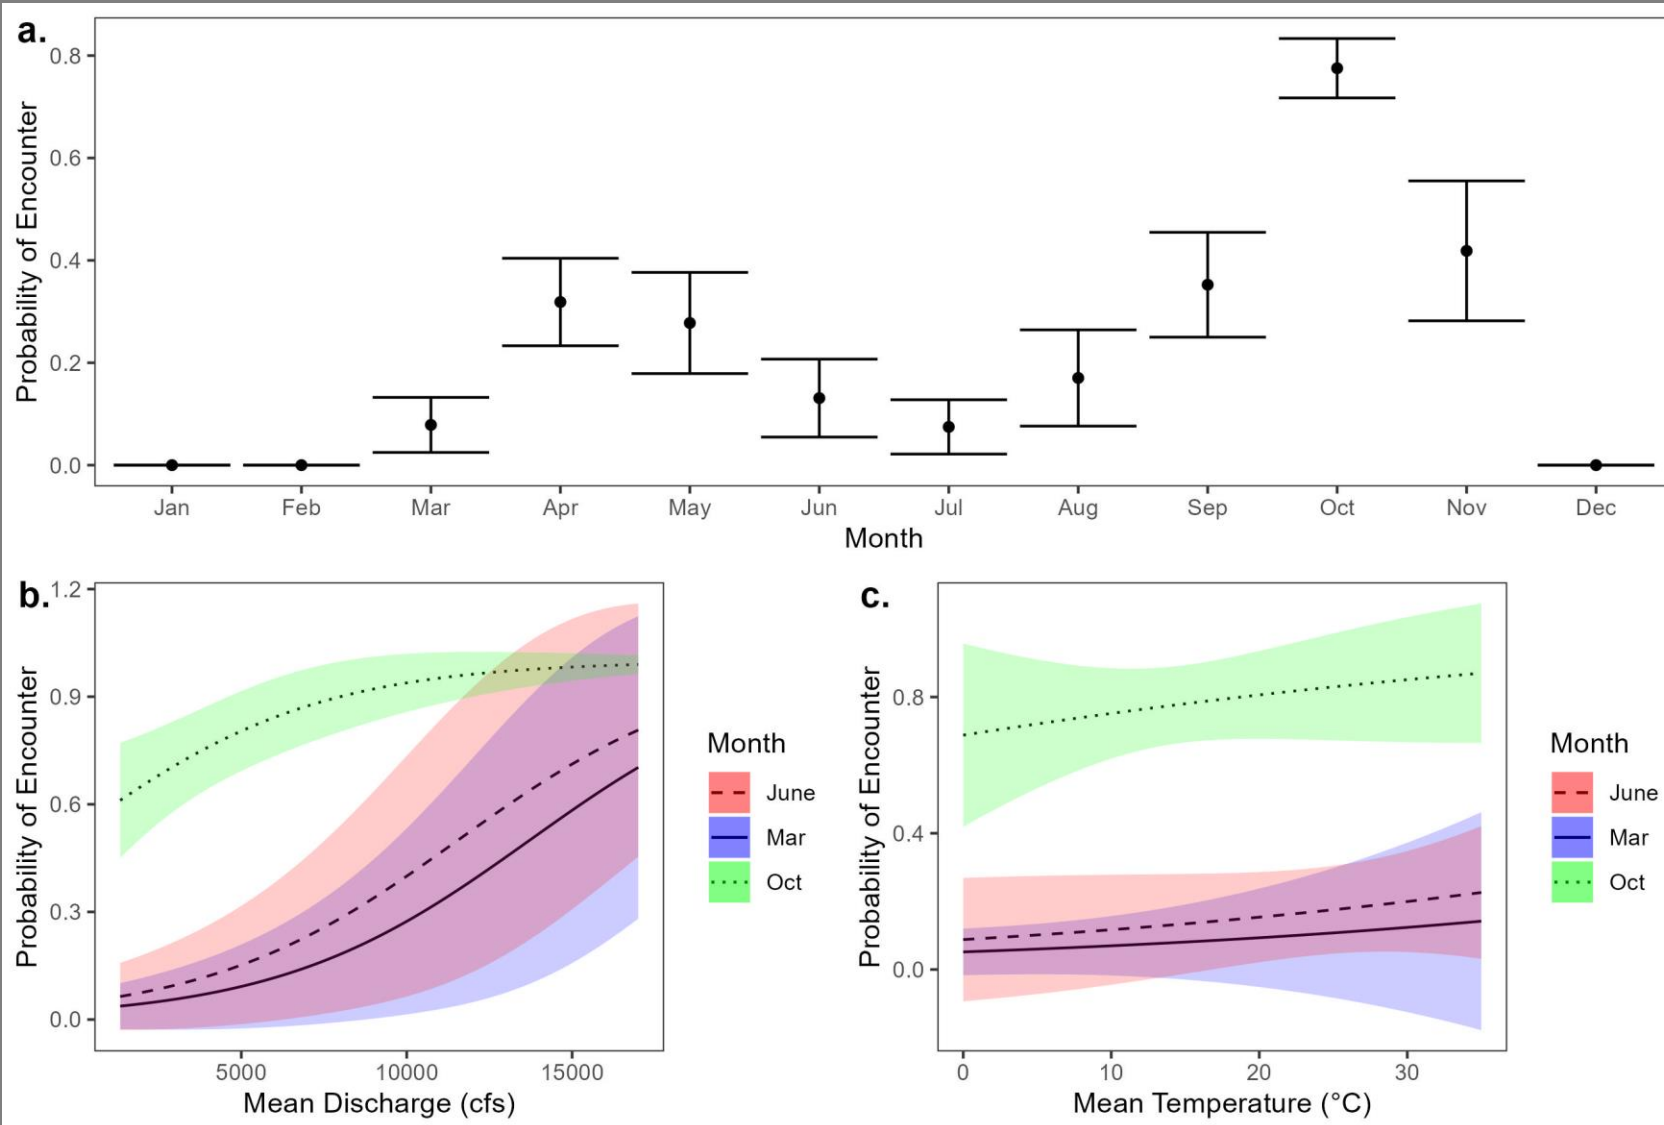 a.
Probability of Encounter
0.8
0.6
0.4
0.2
0.0
Jan Feb Mar Apr May Jun Jul Aug Sep Oct Nov Dec
Month
b.
Probability of Encounter
1.2
0.9
0.6
0.3
0.0
5000 10000 15000
Mean Discharge (cfs)
Month
June
Mar
Oct
c.
Probability of Encounter
0.8
0.4
0.0
0 10 20 30
Mean Temperature (°C)
Month
June
Mar
Oct